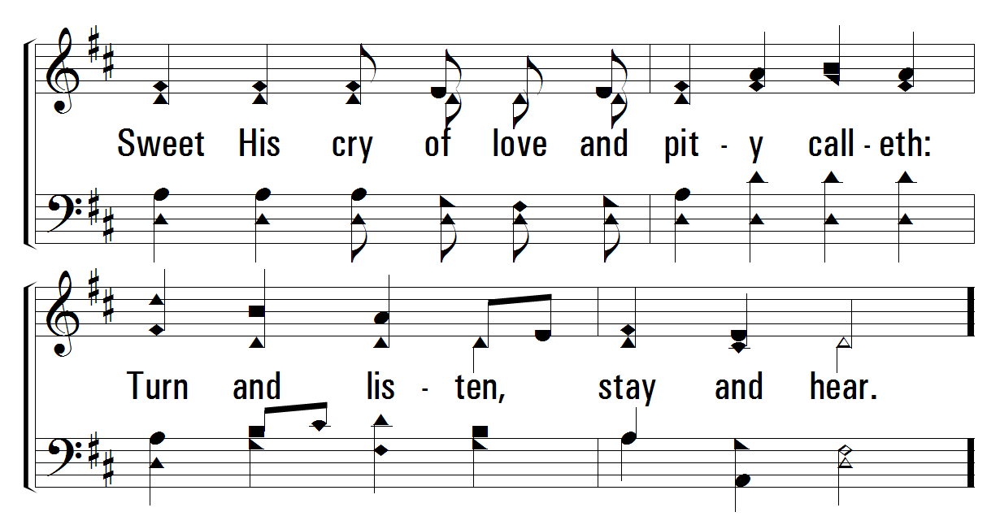 Sweet His cry of love and pit - y call - eth:
Turn and lis - ten, stay and hear.